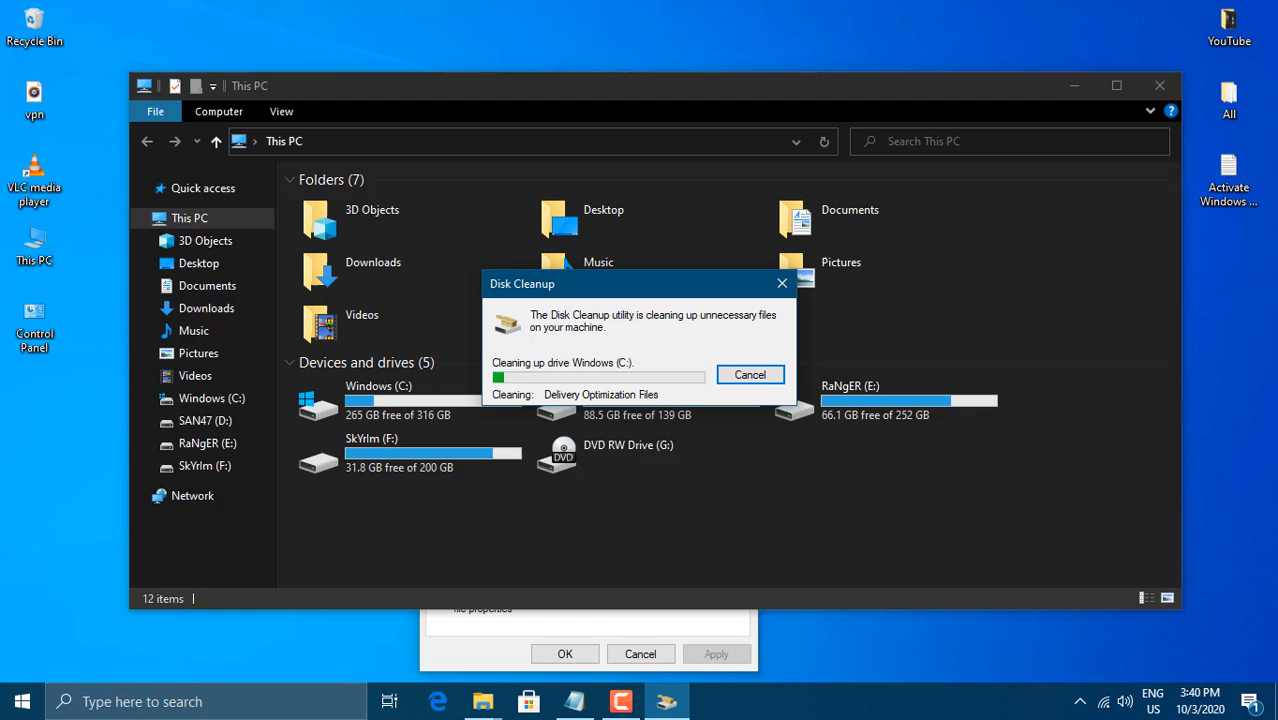 Recycle Bin
vpn
VLC media
player
This PC
Control
Panel
YouTube
All
Activate
Windows ...
This PC
File
Computer
View
This PC
Search This PC
Quick access
This PC
3D Objects
Desktop
Documents
Downloads
Music
Pictures
Videos
Windows (C:)
SAN47 (D:)
RaNgER (E:)
SkYrIm (F:)
Network
Folders (7)
3D Objects
Desktop
Documents
Downloads
Music
Pictures
Videos
Devices and drives (5)
Windows (C:)
265 GB free of 316 GB
88.5 GB free of 139 GB
RaNgER (E:)
66.1 GB free of 252 GB
SkYrIm (F:)
31.8 GB free of 200 GB
DVD RW Drive (G:)
DVD
Disk Cleanup
The Disk Cleanup utility is cleaning up unnecessary files
on your machine.
Cleaning up drive Windows (C:).
Cancel
Cleaning: Delivery Optimization Files
12 items
file properties
OK
Cancel
Apply
Type here to search
ENG
US
3:40 PM
10/3/2020
1